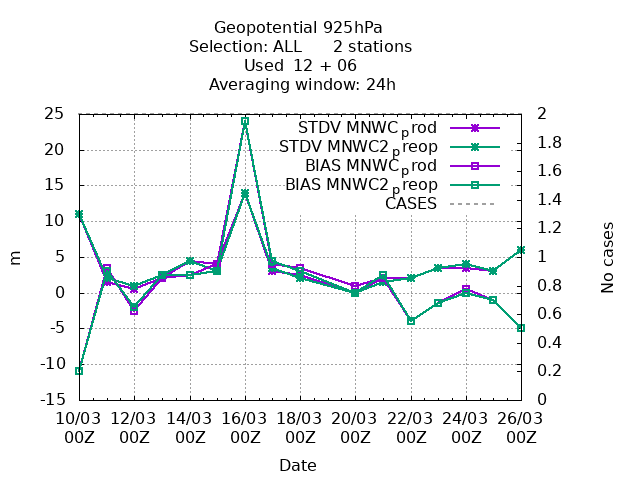 Geopotential 925hPa
Selection: ALL 2 stations
Used 12 + 06
Averaging window: 24h
25 2
20 1.8
15 1.6
10 1.4
5 1.2
0 1
-5 0.8
-10 0.6
-15 0.4
0.2
0
STDV MNWC_prod
STDV MNWC2_preop
BIAS MNWC_prod
BIAS MNWC2_preop
CASES
m
No cases
10/03 12/03 14/03 16/03 18/03 20/03 22/03 24/03 26/03
00Z 00Z 00Z 00Z 00Z 00Z 00Z 00Z 00Z
Date